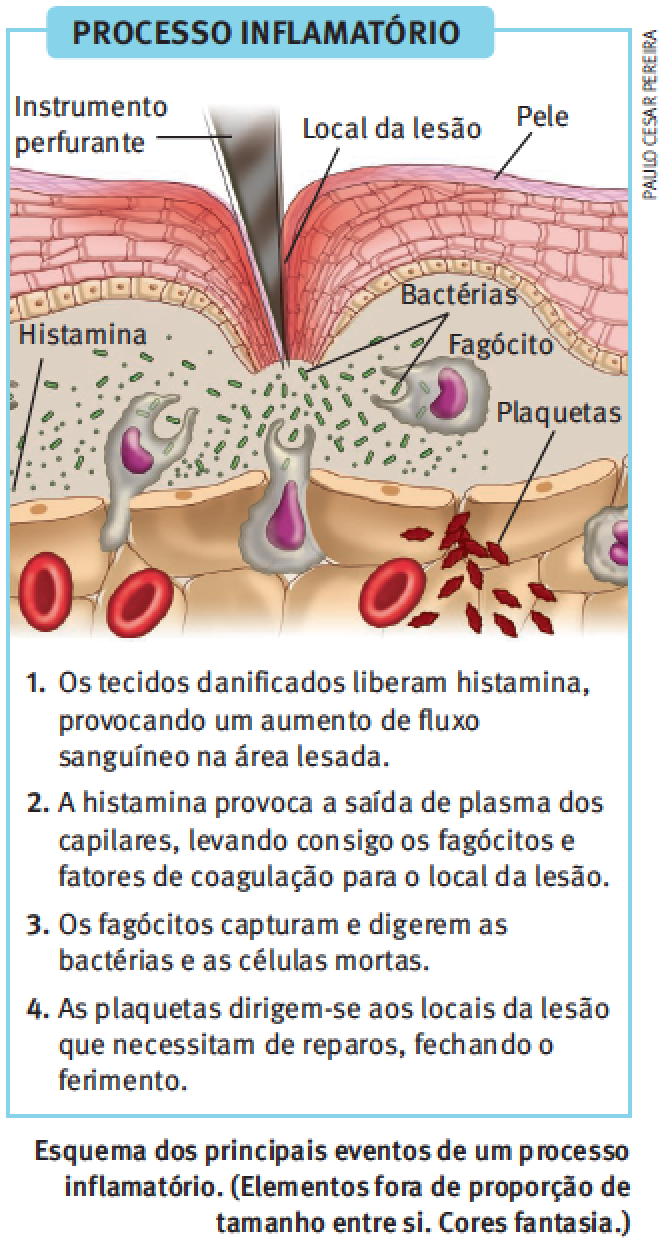 PROCESSO INFLAMATÓRIO
PAULO CESAR PEREIRA
Instrumento
perfurante
Local da lesão
Pele
Bactérias
Histamina
Fagócito
Plaquetas
1. Os tecidos danificados liberam histamina,
provocando um aumento de fluxo
sanguíneo na área lesada.
2. A histamina provoca a saída de plasma dos
capilares, levando consigo os fagócitos e
fatores de coagulação para o local da lesão.
3. Os fagócitos capturam e digerem as
bactérias e as células mortas.
4. As plaquetas dirigem-se aos locais da lesão
que necessitam de reparos, fechando o
ferimento.
Esquema dos principais eventos de um processo
inflamatório. (Elementos fora de proporção de
tamanho entre si. Cores fantasia.)